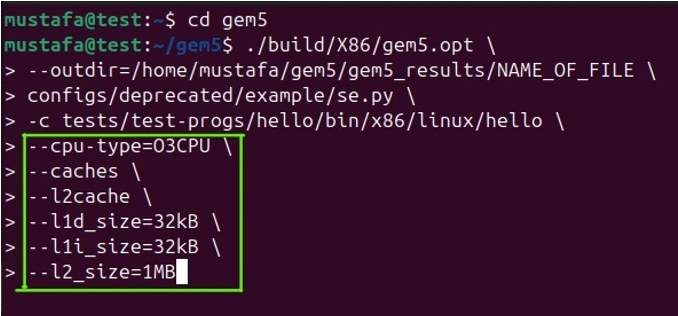 mustafa@test:~$ cd gem5
mustafa@test:~/gem5$ ./build/X86/gem5.opt \
> --outdir=/home/mustafa/gem5/gem5_results/NAME_OF_FILE \
> configs/deprecated/example/se.py \
> -c tests/test-progs/hello/bin/x86/linux/hello \
> --cpu-type=O3CPU \
> --caches \
> --l2cache \
> --l1d_size=32kB \
> --l1i_size=32kB \
> --l2_size=1MB